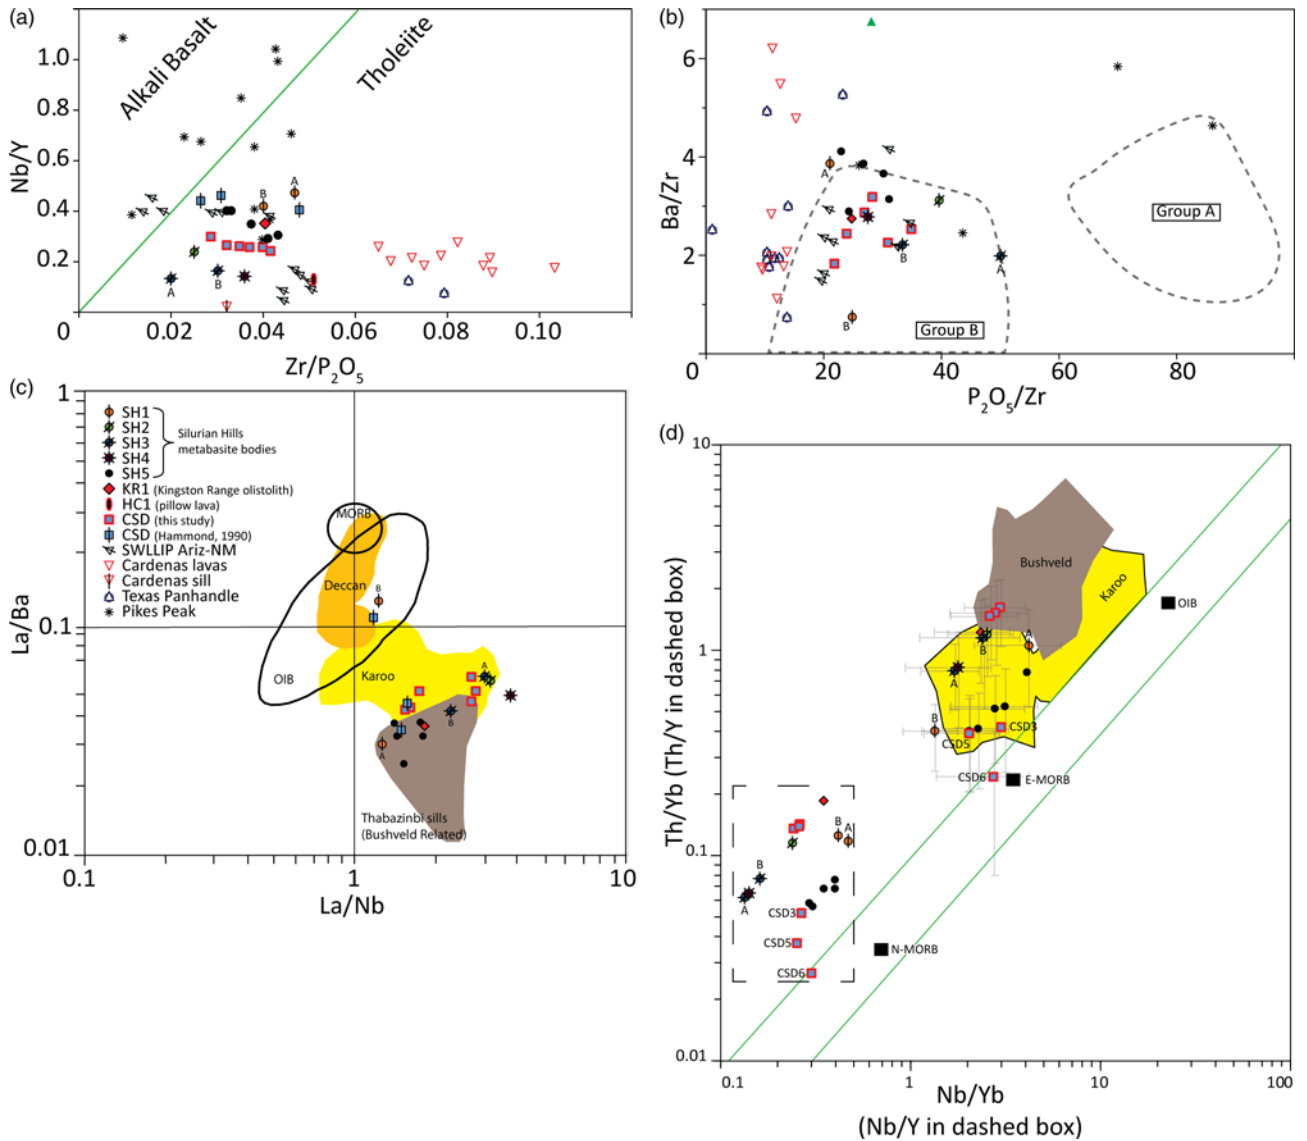 (a)
Alkali Basalt
Tholeiite
Nb/Y
1.0
0.8
0.6
0.4
0.2
0
0.02
0.04
0.06
0.08
0.10
Zr/P₂O₅
A
B
B
A
(b)
Ba/Zr
6
4
2
0
20
40
60
80
P₂O₅/Zr
Group A
Group B
A
B
B
A
(c)
La/Ba
1
0.1
0.01
0.1
1
10
La/Nb
SH1
SH2
SH3
SH4
SH5
Silurian Hills
metabasite bodies
KR1 (Kingston Range olistolith)
HC1 (pillow lava)
CSD (this study)
CSD (Hammond, 1990)
SWLLIP Ariz-NM
Cardenas lavas
Cardenas sill
Texas Panhandle
Pikes Peak
MORB
Deccan
OIB
Karoo
Thabazinbi sills
(Bushveld Related)
B
A
B
A
(d)
Th/Yb (Th/Y in dashed box)
10
1
0.1
0.01
0.1
1
10
100
Nb/Yb
(Nb/Y in dashed box)
Bushveld
Karoo
OIB
E-MORB
N-MORB
A
B
A
B
CSD3
CSD5
CSD6
B
A
B
A
CSD3
CSD5
CSD6